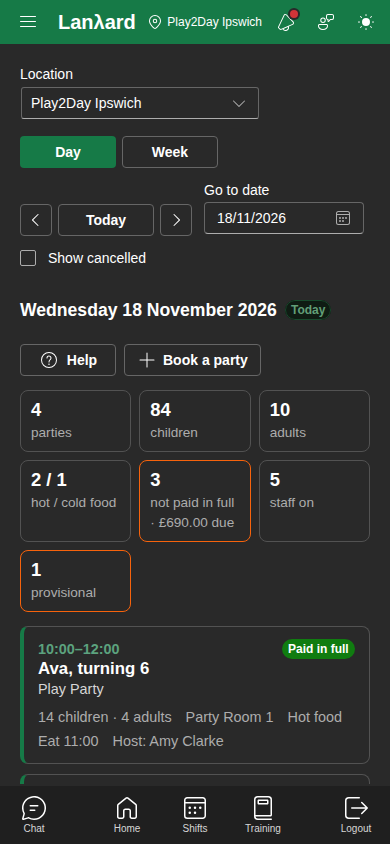 Lanλard
Play2Day Ipswich
Location
Play2Day Ipswich
Day
Week
Go to date
Today
18/11/2026
Show cancelled
Wednesday 18 November 2026
Today
Help
Book a party
4
parties
84
children
10
adults
2 / 1
hot / cold food
3
not paid in full
· £690.00 due
5
staff on
1
provisional
10:00–12:00
Paid in full
Ava, turning 6
Play Party
14 children · 4 adults Party Room 1 Hot food
Eat 11:00 Host: Amy Clarke
Chat
Home
Shifts
Training
Logout